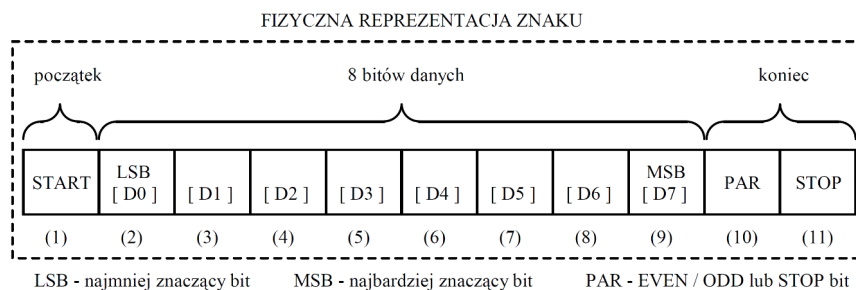 FIZYCZNA REPREZENTACJA ZNAKU
początek 8 bitów danych koniec
START LSB [ D0 ] [ D1 ] [ D2 ] [ D3 ] [ D4 ] [ D5 ] [ D6 ] MSB [ D7 ] PAR STOP
(1) (2) (3) (4) (5) (6) (7) (8) (9) (10) (11)
LSB - najmniej znaczący bit MSB - najbardziej znaczący bit PAR - EVEN / ODD lub STOP bit